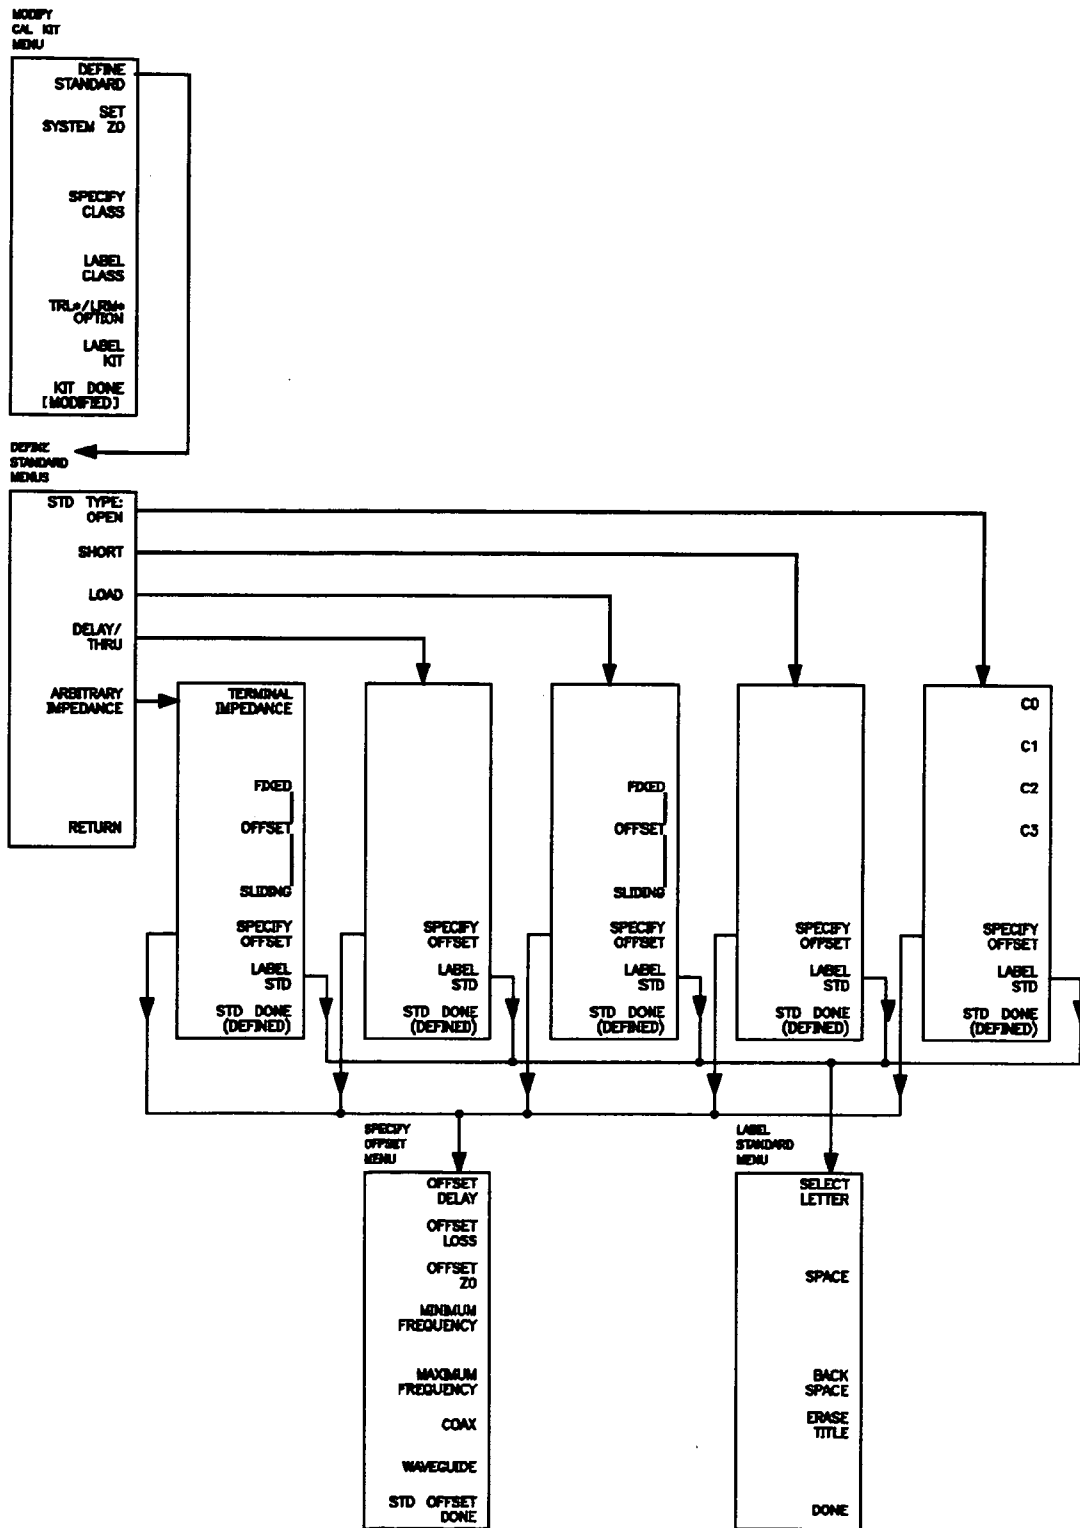 MODIFY
CAL KIT
MENU
DEFINE
STANDARD
SET
SYSTEM Z0
SPECIFY
CLASS
LABEL
CLASS
TRL*/LRM*
OPTION
LABEL
KIT
KIT DONE
[MODIFIED]
DEFINE
STANDARD
MENUS
STD TYPE:
OPEN
SHORT
LOAD
DELAY/
THRU
ARBITRARY
IMPEDANCE
RETURN
TERMINAL
IMPEDANCE
FIXED
OFFSET
SLIDING
SPECIFY
OFFSET
LABEL
STD
STD DONE
(DEFINED)
SPECIFY
OFFSET
LABEL
STD
STD DONE
(DEFINED)
FIXED
OFFSET
SLIDING
SPECIFY
OFFSET
LABEL
STD
STD DONE
(DEFINED)
SPECIFY
OFFSET
LABEL
STD
STD DONE
(DEFINED)
C0
C1
C2
C3
SPECIFY
OFFSET
LABEL
STD
STD DONE
(DEFINED)
SPECIFY
OFFSET
MENU
OFFSET
DELAY
OFFSET
LOSS
OFFSET
Z0
MINIMUM
FREQUENCY
MAXIMUM
FREQUENCY
COAX
WAVEGUIDE
STD OFFSET
DONE
LABEL
STANDARD
MENU
SELECT
LETTER
SPACE
BACK
SPACE
ERASE
TITLE
DONE